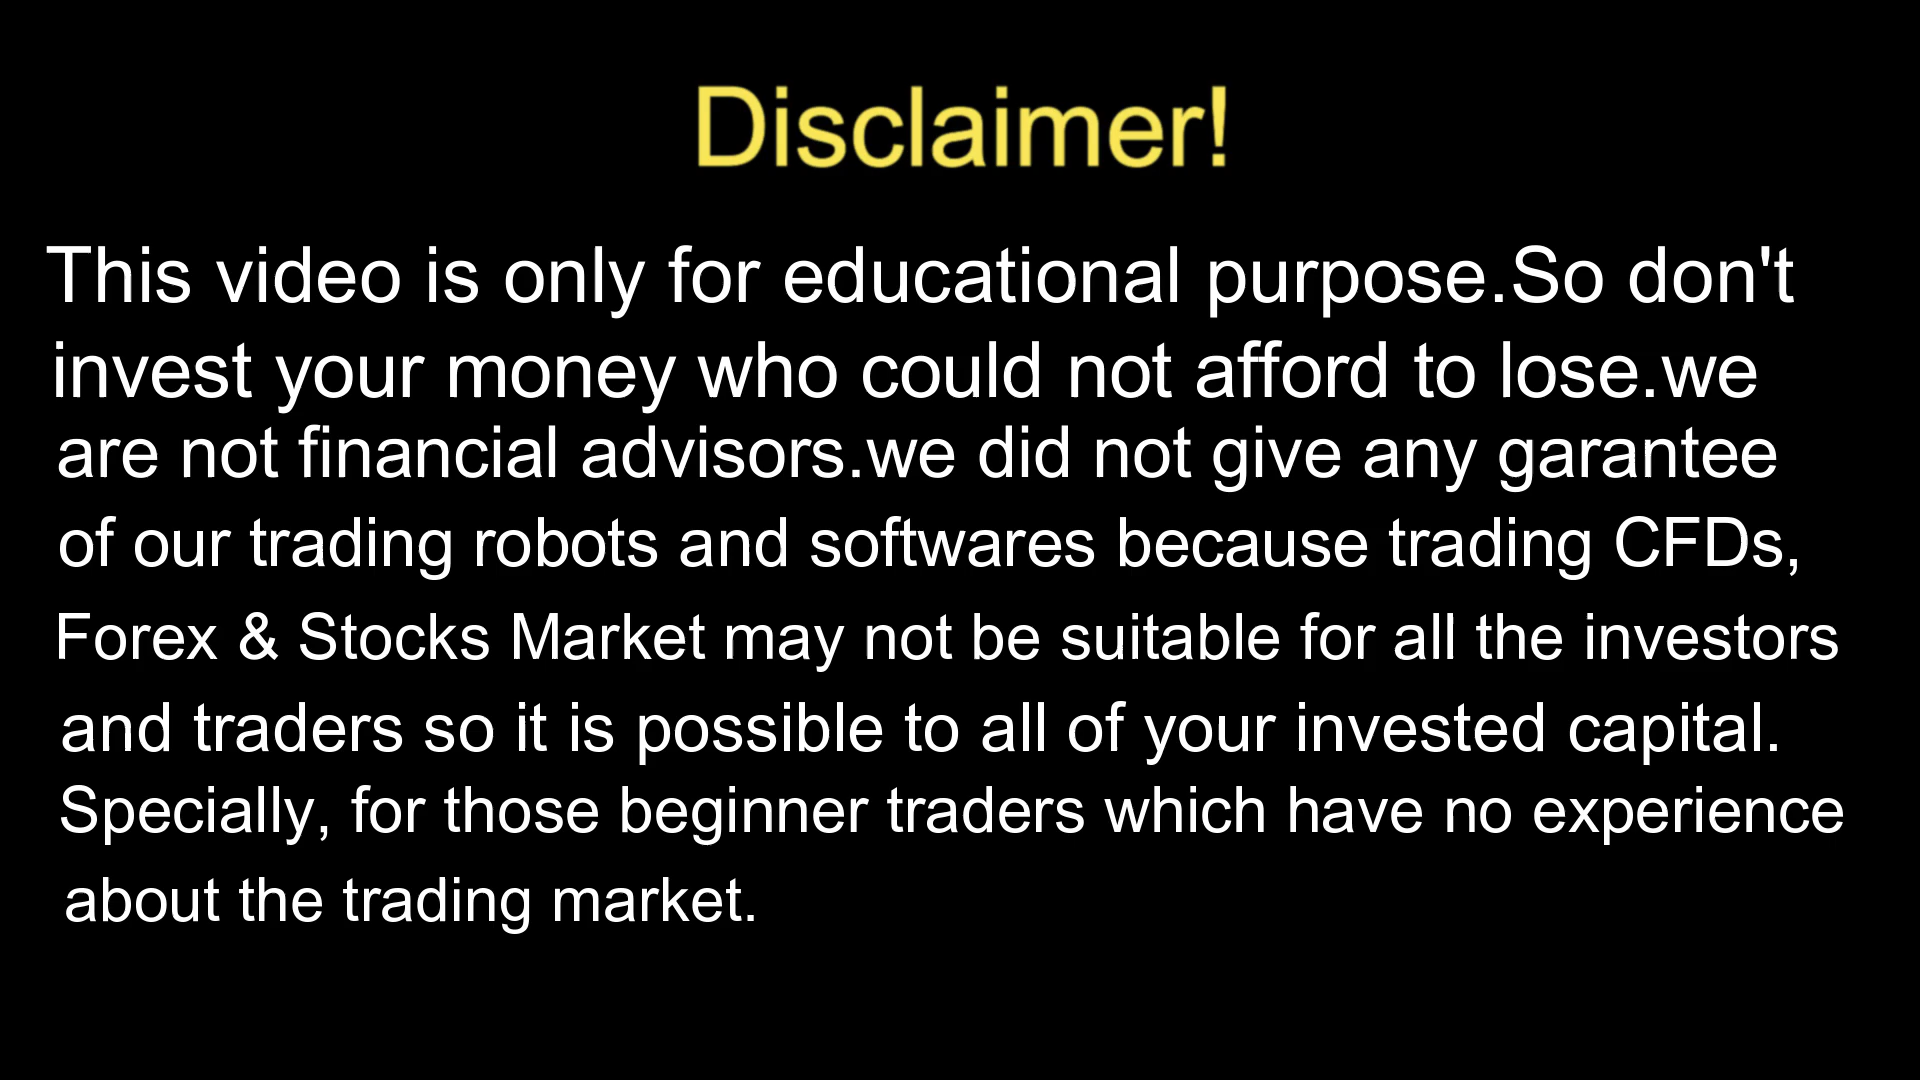 Disclaimer!
This video is only for educational purpose.So don't
invest your money who could not afford to lose.we
are not financial advisors.we did not give any garantee
of our trading robots and softwares because trading CFDs,
Forex & Stocks Market may not be suitable for all the investors
and traders so it is possible to all of your invested capital.
Specially, for those beginner traders which have no experience
about the trading market.